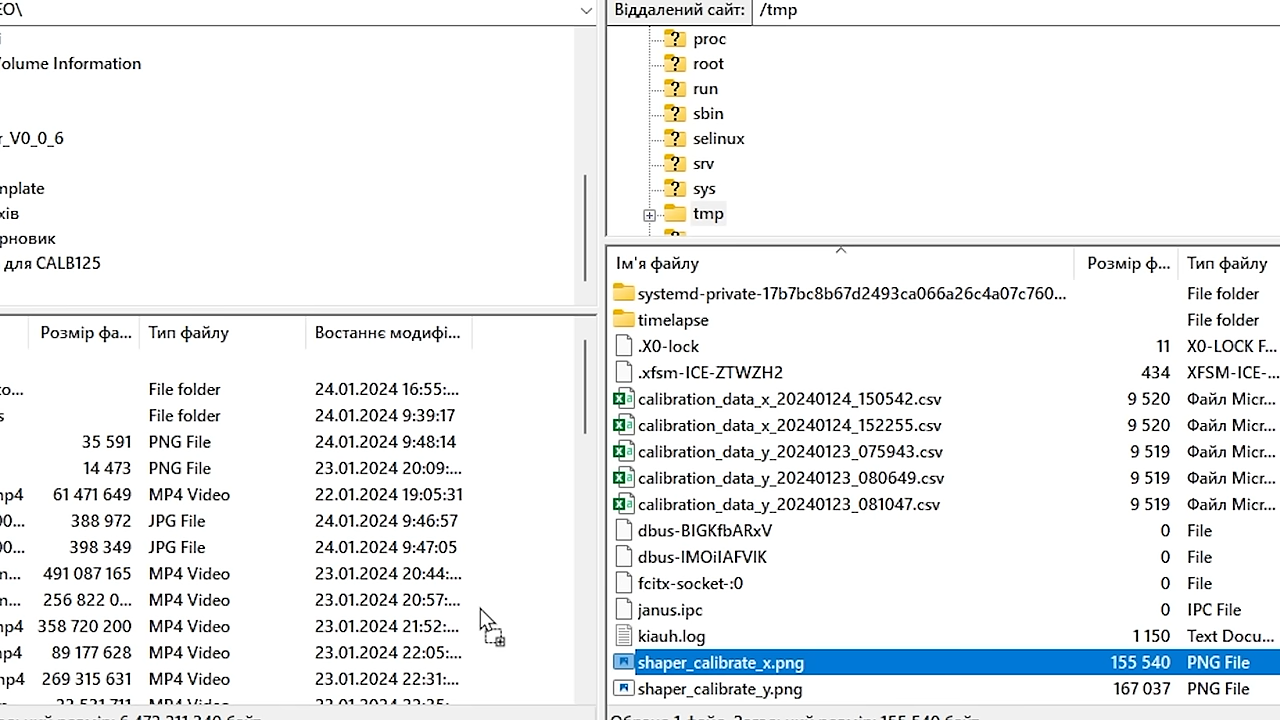 EO\
Віддалений сайт: /tmp
i
olume Information
r_V0_0_6
mplate
хів
рновик
для CALB125
proc
root
run
sbin
selinux
srv
sys
tmp
Розмір фа... Тип файлу Востаннє модифі...
o... File folder 24.01.2024 16:55:...
s File folder 24.01.2024 9:39:17
35 591 PNG File 24.01.2024 9:48:14
14 473 PNG File 23.01.2024 20:09:...
mp4 61 471 649 MP4 Video 22.01.2024 19:05:31
00... 388 972 JPG File 24.01.2024 9:46:57
00... 398 349 JPG File 24.01.2024 9:47:05
m... 491 087 165 MP4 Video 23.01.2024 20:44:...
m... 256 822 0... MP4 Video 23.01.2024 20:57:...
mp4 358 720 200 MP4 Video 23.01.2024 21:52:...
mp4 89 177 628 MP4 Video 23.01.2024 22:05:...
mp4 269 315 631 MP4 Video 23.01.2024 22:31:...
Ім'я файлу Розмір ф... Тип файлу
systemd-private-17b7bc8b67d2493ca066a26c4a07c760... File folder
timelapse File folder
.X0-lock 11 X0-LOCK F...
.xfsm-ICE-ZTWZH2 434 XFSM-ICE-...
calibration_data_x_20240124_150542.csv 9 520 Файл Micr...
calibration_data_x_20240124_152255.csv 9 520 Файл Micr...
calibration_data_y_20240123_075943.csv 9 519 Файл Micr...
calibration_data_y_20240123_080649.csv 9 519 Файл Micr...
calibration_data_y_20240123_081047.csv 9 519 Файл Micr...
dbus-BIGKfbARxV 0 File
dbus-IMOiIAFVIK 0 File
fcitx-socket-:0 0 File
janus.ipc 0 IPC File
kiauh.log 1 150 Text Docu...
shaper_calibrate_x.png 155 540 PNG File
shaper_calibrate_y.png 167 037 PNG File